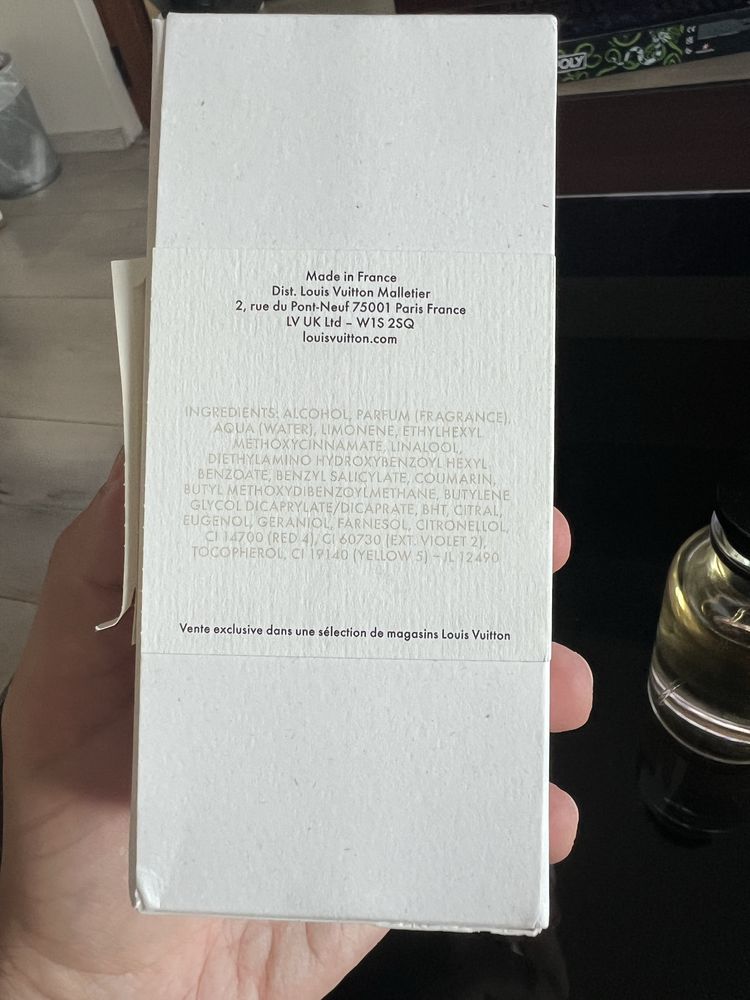 OLY
Made in France
Dist. Louis Vuitton Malletier
2, rue du Pont-Neuf 75001 Paris France
LV UK Ltd – W1S 2SQ
louisvuitton.com
INGREDIENTS: ALCOHOL, PARFUM (FRAGRANCE),
AQUA (WATER), LIMONENE, ETHYLHEXYL
METHOXYCINNAMATE, LINALOOL,
DIETHYLAMINO HYDROXYBENZOYL HEXYL
BENZOATE, BENZYL SALICYLATE, COUMARIN,
BUTYL METHOXYDIBENZOYLMETHANE, BUTYLENE
GLYCOL DICAPRYLATE/DICAPRATE, BHT, CITRAL,
EUGENOL, GERANIOL, FARNESOL, CITRONELLOL,
CI 14700 (RED 4), CI 60730 (EXT. VIOLET 2),
TOCOPHEROL, CI 19140 (YELLOW 5) – IL 12490
Vente exclusive dans une sélection de magasins Louis Vuitton